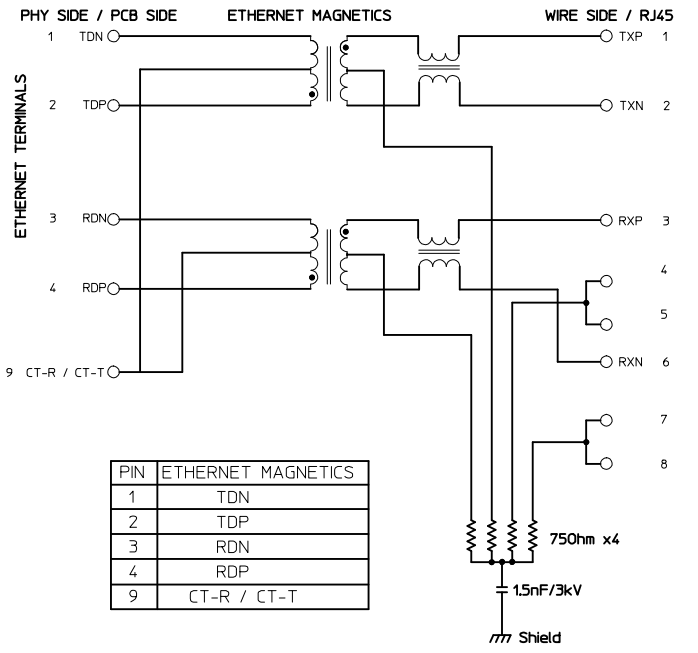 PHY SIDE / PCB SIDE
ETHERNET MAGNETICS
WIRE SIDE / RJ45
ETHERNET TERMINALS
1 TDN
TXP 1
2 TDP
TXN 2
3 RDN
RXP 3
4 RDP
4
5
9 CT-R / CT-T
RXN 6
7
8
PIN ETHERNET MAGNETICS
1 TDN
2 TDP
3 RDN
4 RDP
9 CT-R / CT-T
75Ohm x4
1.5nF/3kV
Shield